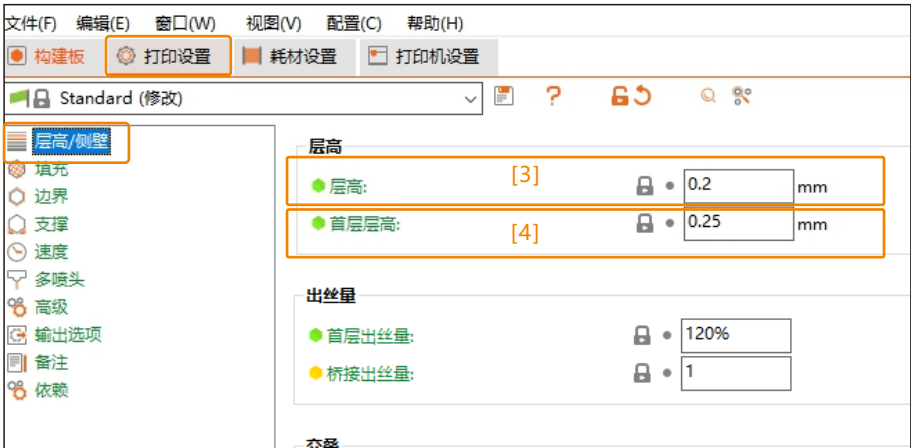 文件(F) 编辑(E) 窗口(W) 视图(V) 配置(C) 帮助(H)
构建板 打印设置 耗材设置 打印机设置
Standard (修改)
层高/侧壁
填充
边界
支撑
速度
多喷头
高级
输出选项
备注
依赖
层高
层高: [3] 0.2 mm
首层层高: [4] 0.25 mm
出丝量
首层出丝量: 120%
桥接出丝量: 1
交叠